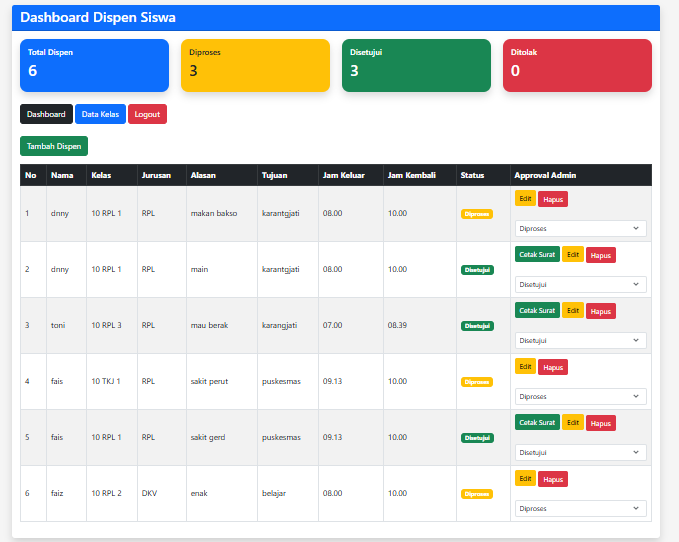 Dashboard Dispen Siswa
Total Dispen Diproses Disetujui Ditolak
6 3 3 0
Dashboard Data Kelas Logout
Tambah Dispen
No Nama Kelas Jurusan Alasan Tujuan Jam Keluar Jam Kembali Status Approval Admin
1 dnny 10 RPL 1 RPL makan bakso karantgjati 08.00 10.00 Diproses Edit Hapus
Diproses
2 dnny 10 RPL 1 RPL main karantgjati 08.00 10.00 Disetujui Cetak Surat Edit Hapus
Disetujui
3 toni 10 RPL 3 RPL mau berak karangjati 07.00 08.39 Disetujui Cetak Surat Edit Hapus
Disetujui
4 fais 10 TKJ 1 RPL sakit perut puskesmas 09.13 10.00 Diproses Edit Hapus
Diproses
5 fais 10 RPL 1 RPL sakit gerd puskesmas 09.13 10.00 Disetujui Cetak Surat Edit Hapus
Disetujui
6 faiz 10 RPL 2 DKV enak belajar 08.00 10.00 Diproses Edit Hapus
Diproses